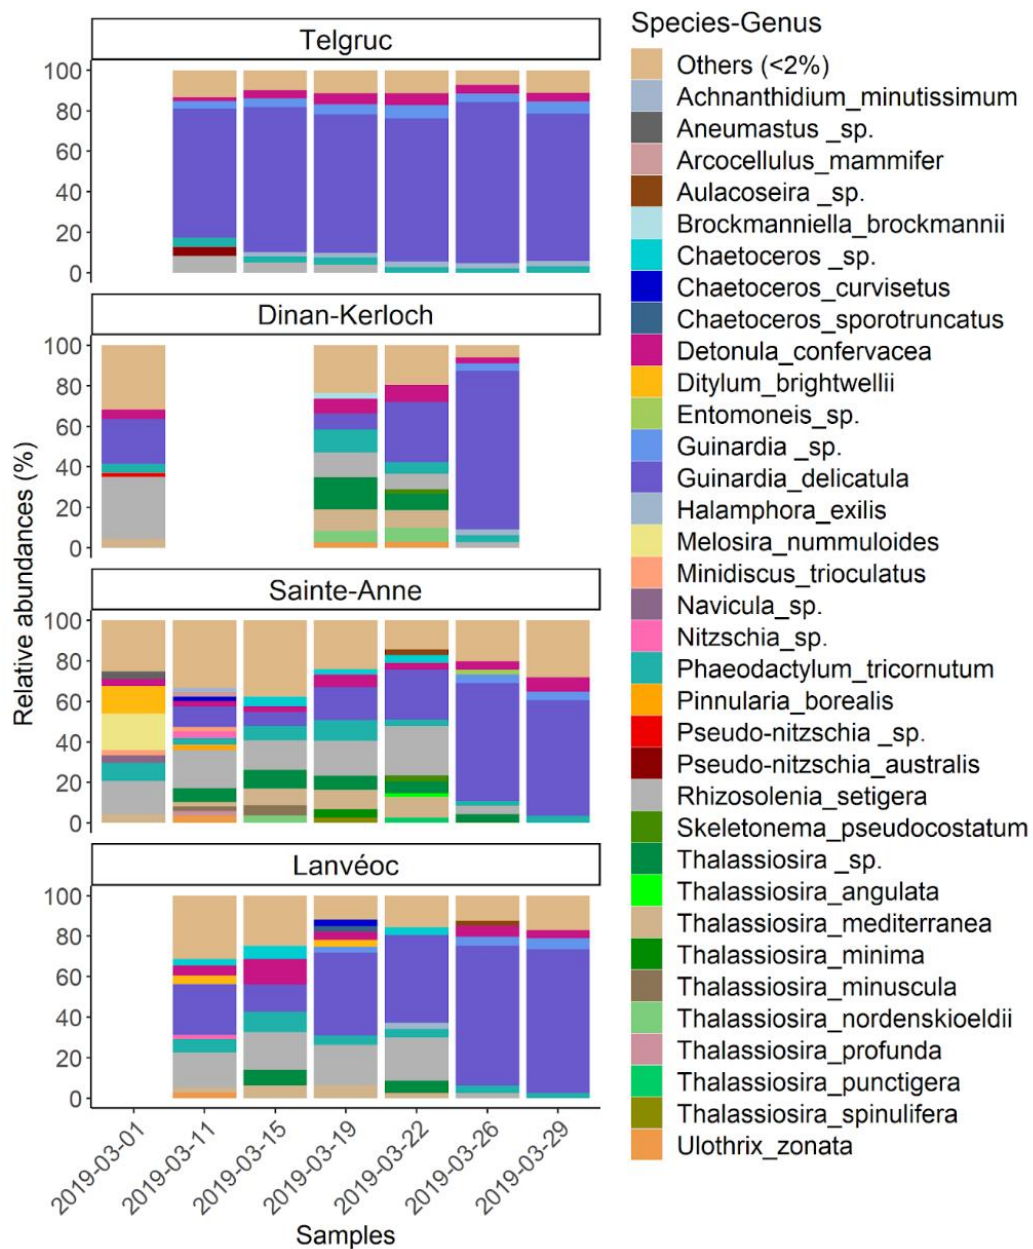 Telgruc
100
80
60
40
20
0
Dinan-Kerloch
100
80
60
40
20
0
Sainte-Anne
100
80
60
40
20
0
Lanvéoc
100
80
60
40
20
0
Relative abundances (%)
2019-03-01
2019-03-11
2019-03-15
2019-03-19
2019-03-22
2019-03-26
2019-03-29
Samples
Species-Genus
Others (<2%)
Achnanthidium_minutissimum
Aneumastus _sp.
Arcocellulus_mammifer
Aulacoseira _sp.
Brockmanniella_brockmannii
Chaetoceros _sp.
Chaetoceros_curvisetus
Chaetoceros_sporotruncatus
Detonula_confervacea
Ditylum_brightwellii
Entomoneis_sp.
Guinardia _sp.
Guinardia_delicatula
Halamphora_exilis
Melosira_nummuloides
Minidiscus_trioculatus
Navicula_sp.
Nitzschia_sp.
Phaeodactylum_tricornutum
Pinnularia_borealis
Pseudo-nitzschia _sp.
Pseudo-nitzschia_australis
Rhizosolenia_setigera
Skeletonema_pseudocostatum
Thalassiosira _sp.
Thalassiosira_angulata
Thalassiosira_mediterranea
Thalassiosira_minima
Thalassiosira_minuscula
Thalassiosira_nordenskioeldii
Thalassiosira_profunda
Thalassiosira_punctigera
Thalassiosira_spinulifera
Ulothrix_zonata